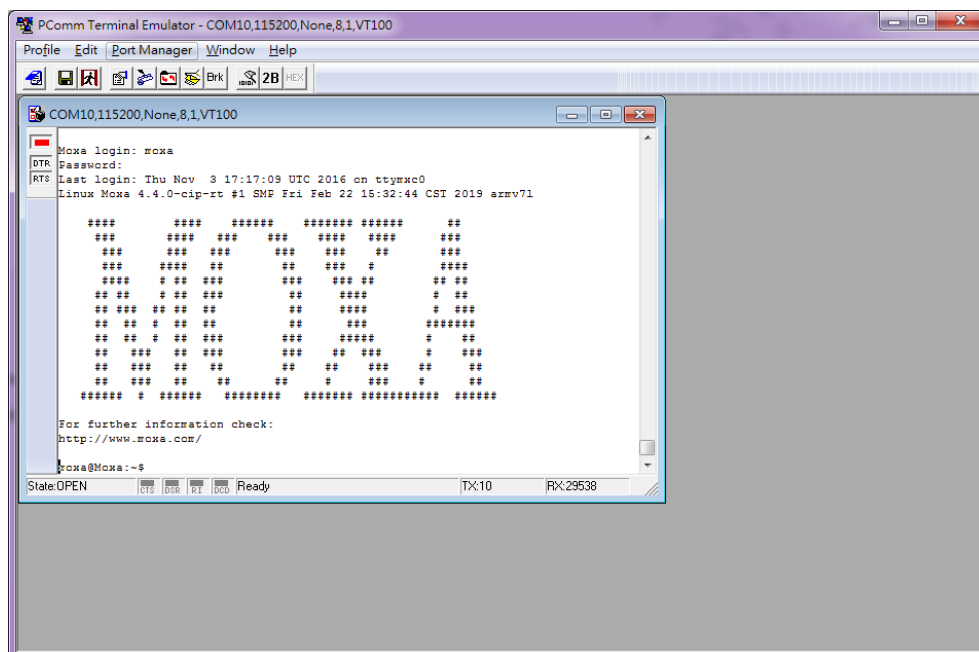 PComm Terminal Emulator - COM10,115200,None,8,1,VT100
Profile Edit Port Manager Window Help
Brk 2B HEX
COM10,115200,None,8,1,VT100
DTR
RTS
Moxa login: moxa
Password:
Last login: Thu Nov  3 17:17:09 UTC 2016 on ttymxc0
Linux Moxa 4.4.0-cip-rt #1 SMP Fri Feb 22 15:32:44 CST 2019 armv7l
MOXA
For further information check:
http://www.moxa.com/
moxa@Moxa:~$
State:OPEN CTS DSR RI DCD Ready TX:10 RX:29538